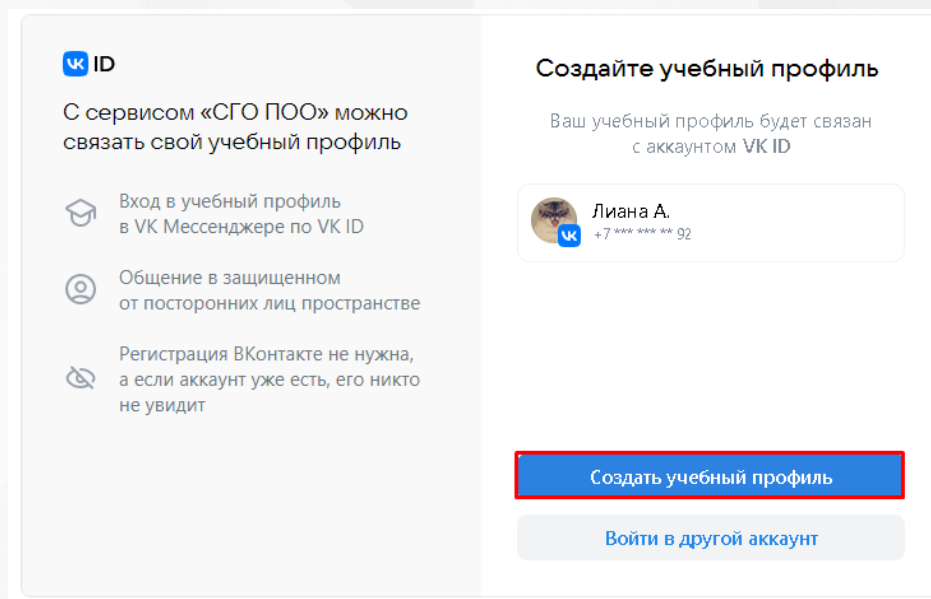 VK ID
С сервисом «СГО ПОО» можно
связать свой учебный профиль
Вход в учебный профиль
в VK Мессенджере по VK ID
Общение в защищенном
от посторонних лиц пространстве
Регистрация ВКонтакте не нужна,
а если аккаунт уже есть, его никто
не увидит
Создайте учебный профиль
Ваш учебный профиль будет связан
с аккаунтом VK ID
Лиана А.
+7 *** *** ** 92
VK
Создать учебный профиль
Войти в другой аккаунт